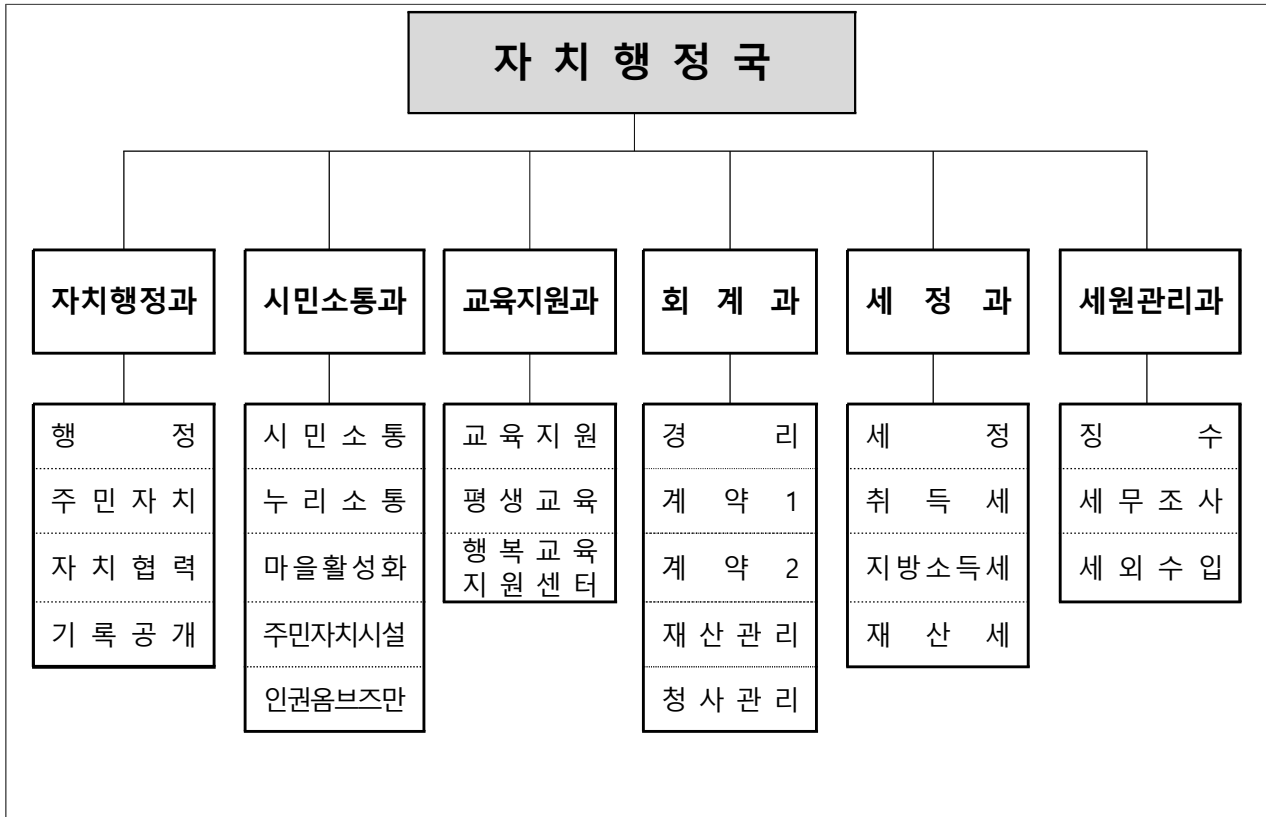 자치행정국
자치행정과
시민소통과
교육지원과
회계과
세정과
세원관리과
행정
주민자치
자치협력
기록공개
시민소통
누리소통
마을활성화
주민자치시설
인권옴브즈만
교육지원
평생교육
행복교육
지원센터
경리
계약1
계약2
재산관리
청사관리
세정
취득세
지방소득세
재산세
징수
세무조사
세외수입